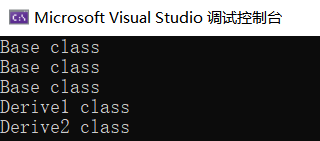 Microsoft Visual Studio 调试控制台
Base class
Base class
Base class
Derive1 class
Derive2 class